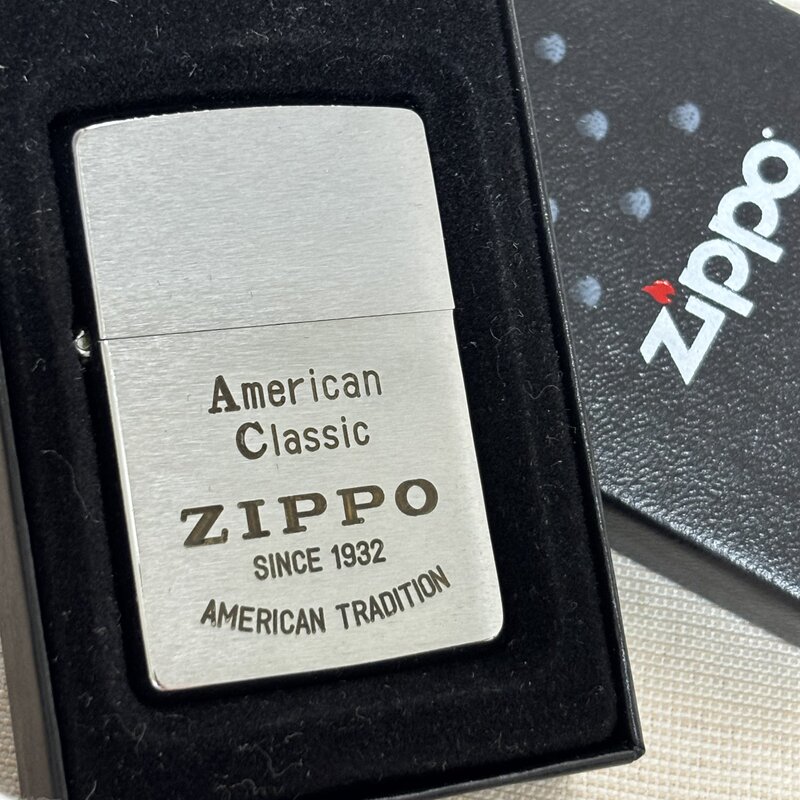 American
Classic
ZIPPO
SINCE 1932
AMERICAN TRADITION
zippo